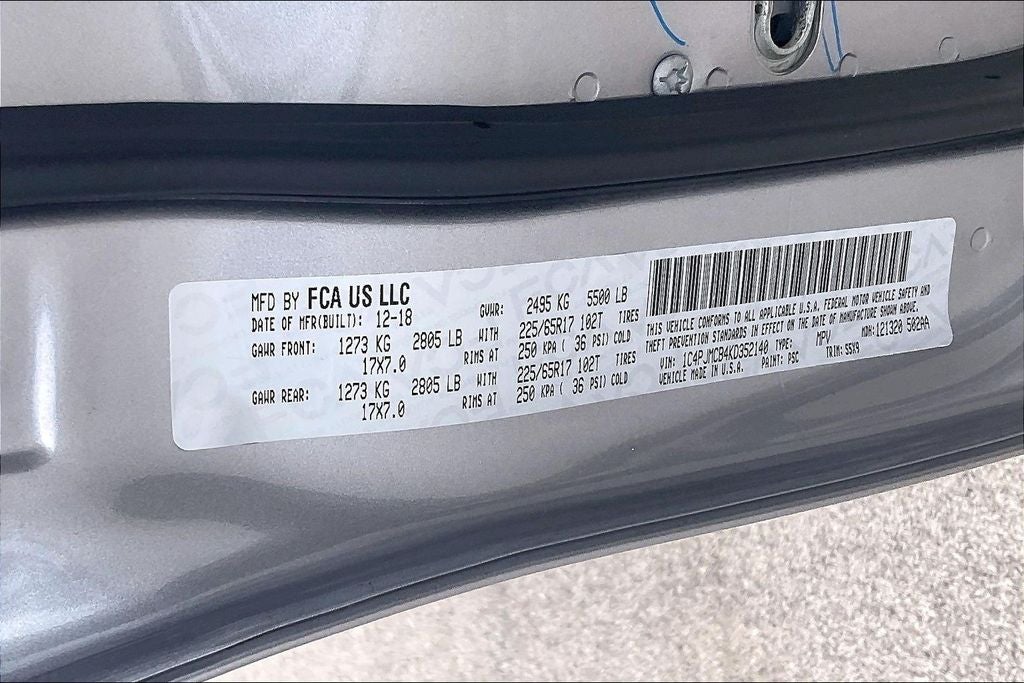 MFD BY FCA US LLC
DATE OF MFR(BUILT): 12-18
GVWR: 2495 KG 5500 LB
GAWR FRONT: 1273 KG 2805 LB WITH 225/65R17 102T TIRES
17X7.0 RIMS AT 250 KPA ( 36 PSI) COLD
GAWR REAR: 1273 KG 2805 LB WITH 225/65R17 102T TIRES
17X7.0 RIMS AT 250 KPA ( 36 PSI) COLD
THIS VEHICLE CONFORMS TO ALL APPLICABLE U.S.A. FEDERAL MOTOR VEHICLE SAFETY AND
THEFT PREVENTION STANDARDS IN EFFECT ON THE DATE OF MANUFACTURE SHOWN ABOVE.
VIN: 1C4PJMCB4KD352140 TYPE: MPV MDH: 121320 502AA
VEHICLE MADE IN U.S.A. PAINT: PSC TRIM: S5X9